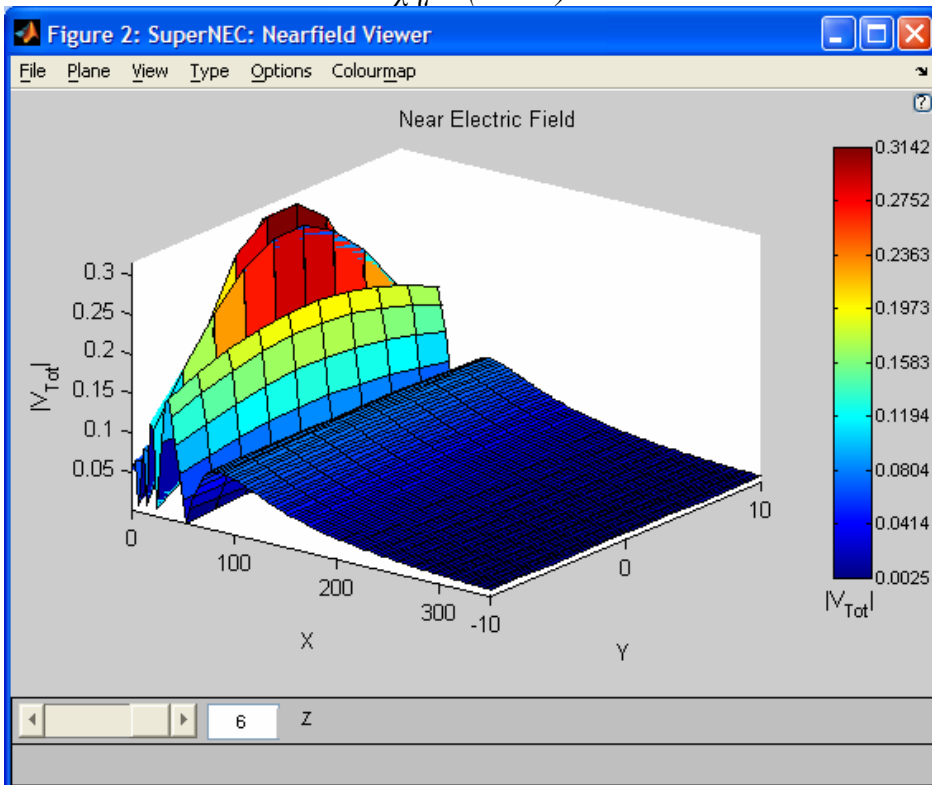 Figure 2: SuperNEC: Nearfield Viewer
File Plane View Type Options Colourmap
Near Electric Field
0.3142
0.2752
0.2363
0.1973
0.1583
0.1194
0.0804
0.0414
0.0025
|V_Tot|
0.3
0.25
0.2
0.15
0.1
0.05
|V_Tot|
0
100
200
300
X
-10
0
10
Y
6 Z